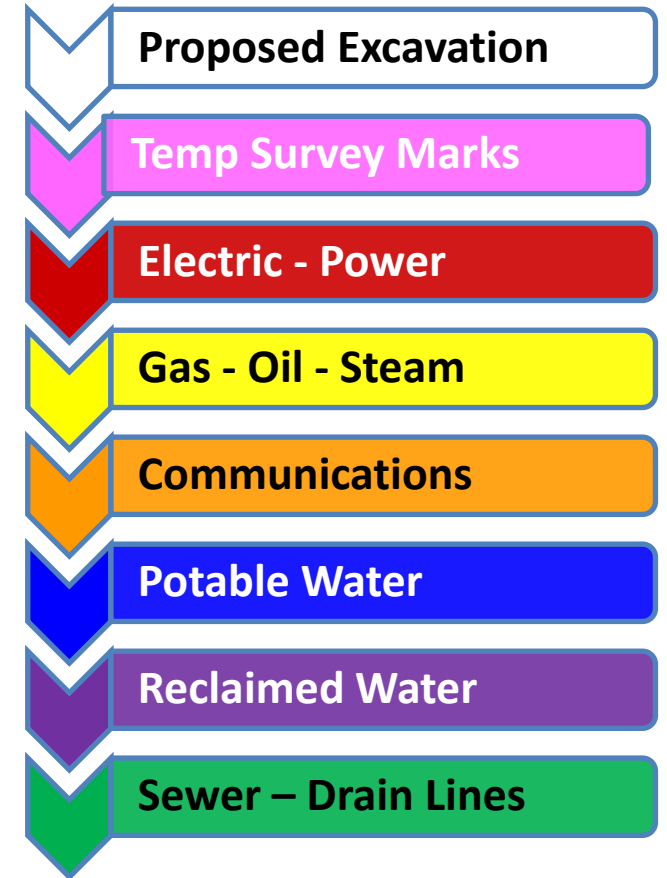 Proposed Excavation
Temp Survey Marks
Electric - Power
Gas - Oil - Steam
Communications
Potable Water
Reclaimed Water
Sewer – Drain Lines